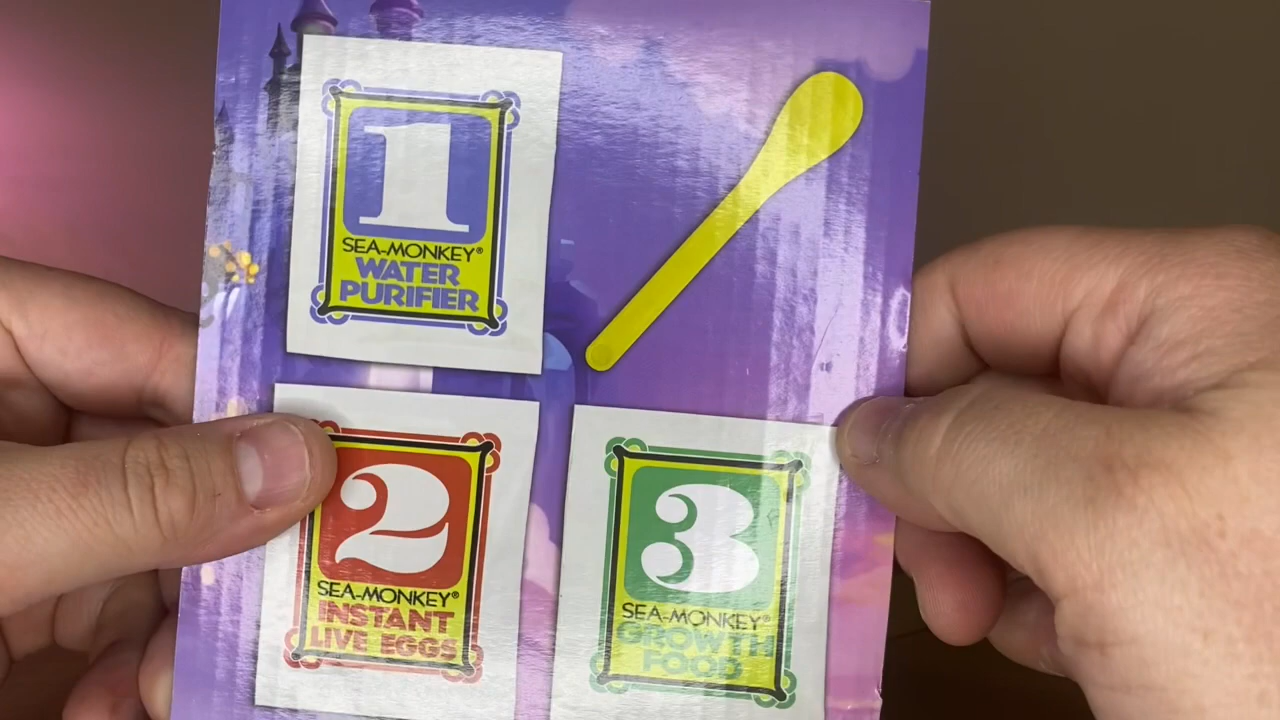 1
SEA-MONKEY®
WATER
PURIFIER
2
SEA-MONKEY®
INSTANT
LIVE EGGS
3
SEA-MONKEY®
GROWTH
FOOD